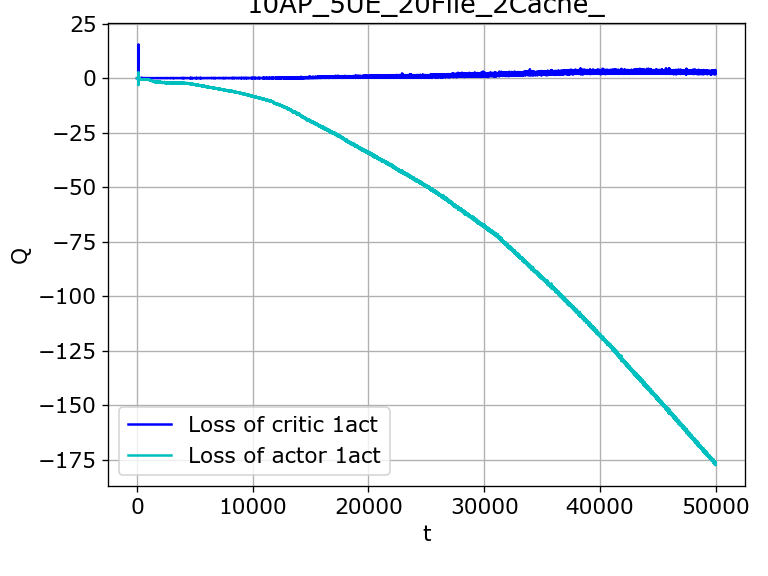 10AP_5UE_20File_2Cache_
25
0
−25
−50
−75
−100
−125
−150
−175
Q
Loss of critic 1act
Loss of actor 1act
0 10000 20000 30000 40000 50000
t